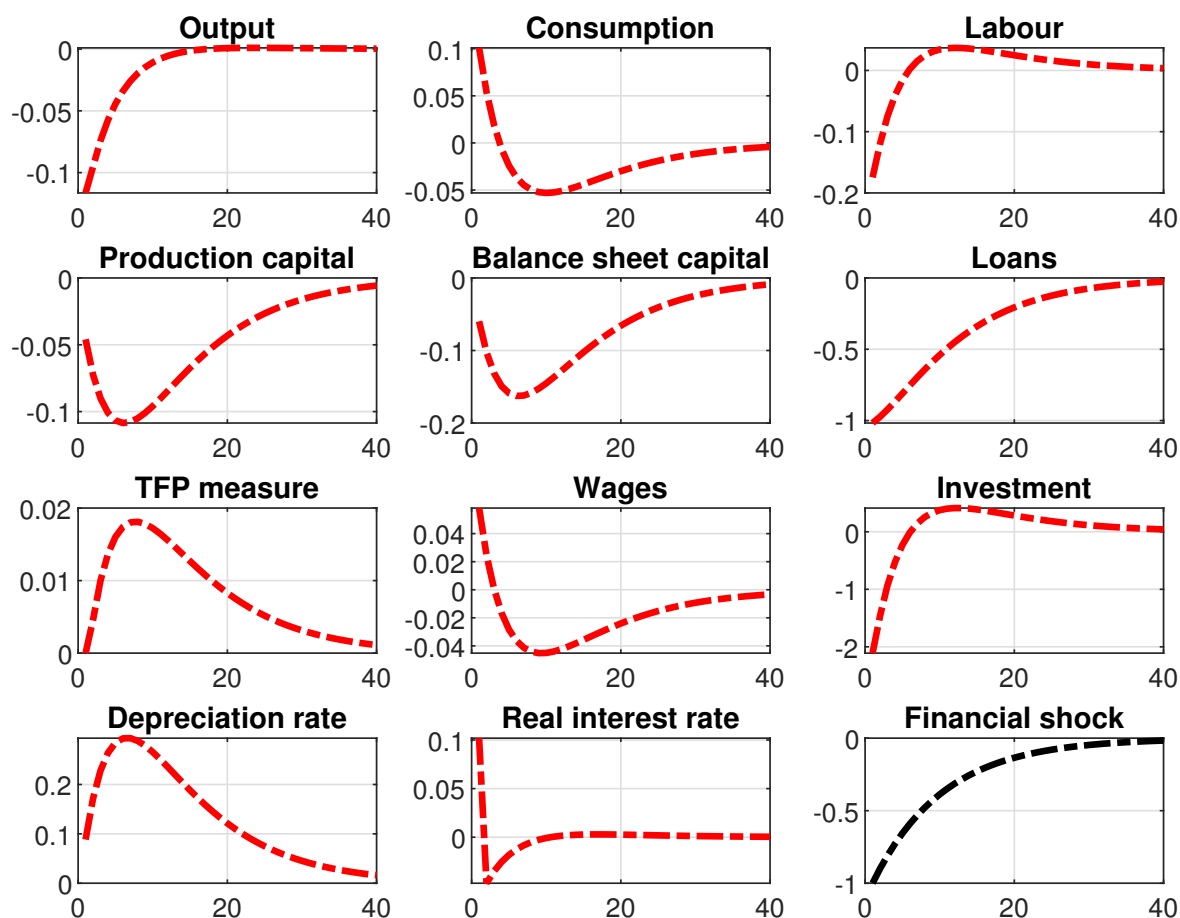 Output Consumption Labour
0 0.1 0
-0.05 0.05 -0.1
-0.1 0 -0.2
-0.05
0 20 40 0 20 40 0 20 40
Production capital Balance sheet capital Loans
0 0 0
-0.05 -0.1 -0.5
-0.1 -0.2 -1
0 20 40 0 20 40 0 20 40
TFP measure Wages Investment
0.02 0.04 0
0.01 0.02 -1
0 0 -2
-0.02
-0.04
0 20 40 0 20 40 0 20 40
Depreciation rate Real interest rate Financial shock
0.2 0.1 0
0.1 0.05 -0.5
0 0 -1
0 20 40 0 20 40 0 20 40